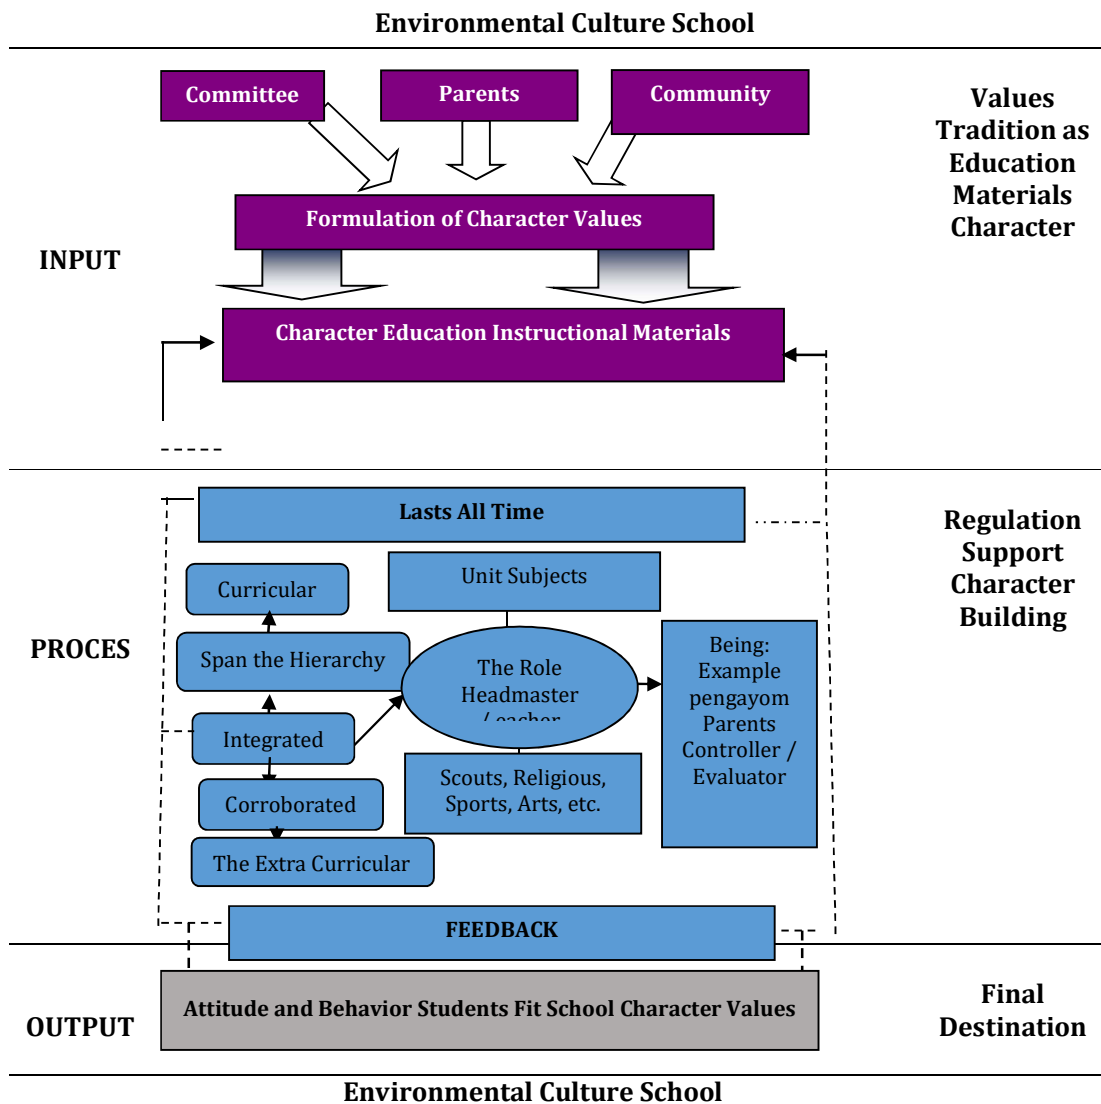 Environmental Culture School
Committee
Parents
Community
Values
Tradition as
Education
Materials
Character
Formulation of Character Values
INPUT
Character Education Instructional Materials
Lasts All Time
Regulation
Support
Character
Building
Unit Subjects
Curricular
PROCES
Span the Hierarchy
The Role
Headmaster
Being:
Example
pengayom
Parents
Controller /
Evaluator
Integrated
Scouts, Religious,
Sports, Arts, etc.
Corroborated
The Extra Curricular
FEEDBACK
OUTPUT
Attitude and Behavior Students Fit School Character Values
Final
Destination
Environmental Culture School